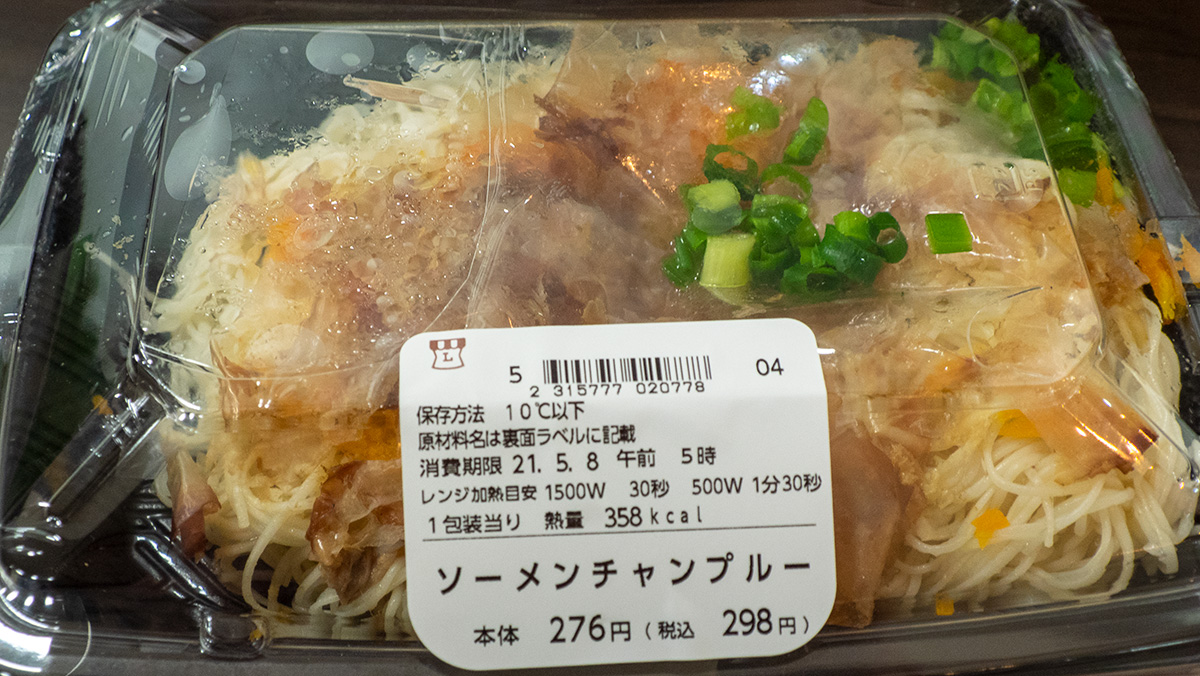 L
5 04
2 315777 020778
保存方法 10℃以下
原材料名は裏面ラベルに記載
消費期限 21. 5. 8 午前 5時
レンジ加熱目安 1500W 30秒 500W 1分30秒
1包装当り 熱量 358kcal
ソーメンチャンプルー
本体 276円(税込 298円)